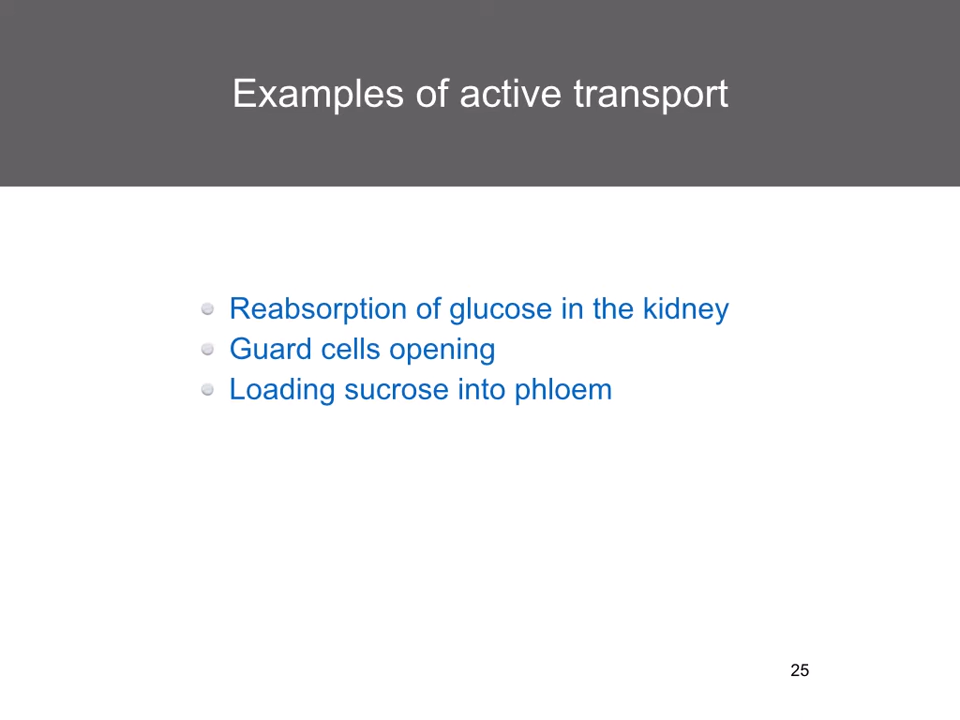 Examples of active transport
Reabsorption of glucose in the kidney
Guard cells opening
Loading sucrose into phloem
25